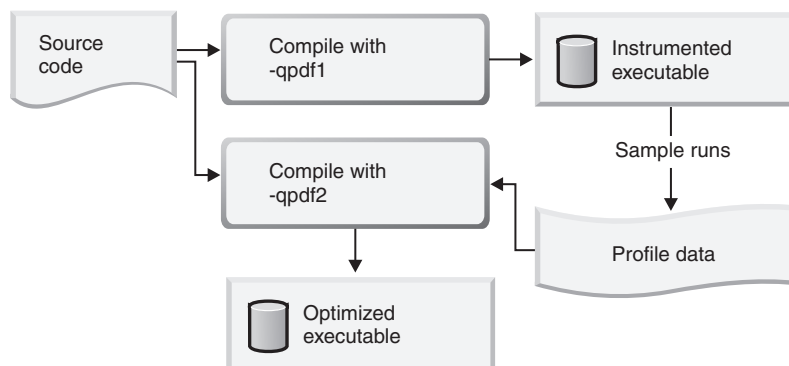 Source
code
Compile with
-qpdf1
Instrumented
executable
Sample runs
Compile with
-qpdf2
Profile data
Optimized
executable